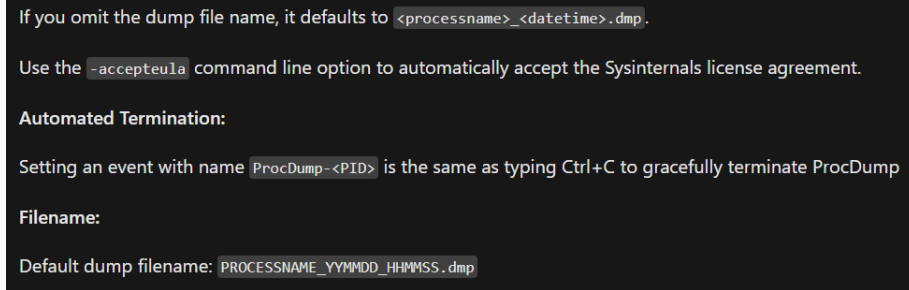 If you omit the dump file name, it defaults to <processname>_<datetime>.dmp.
Use the -accepteula command line option to automatically accept the Sysinternals license agreement.
Automated Termination:
Setting an event with name ProcDump-<PID> is the same as typing Ctrl+C to gracefully terminate ProcDump
Filename:
Default dump filename: PROCESSNAME_YYMMDD_HHMMSS.dmp